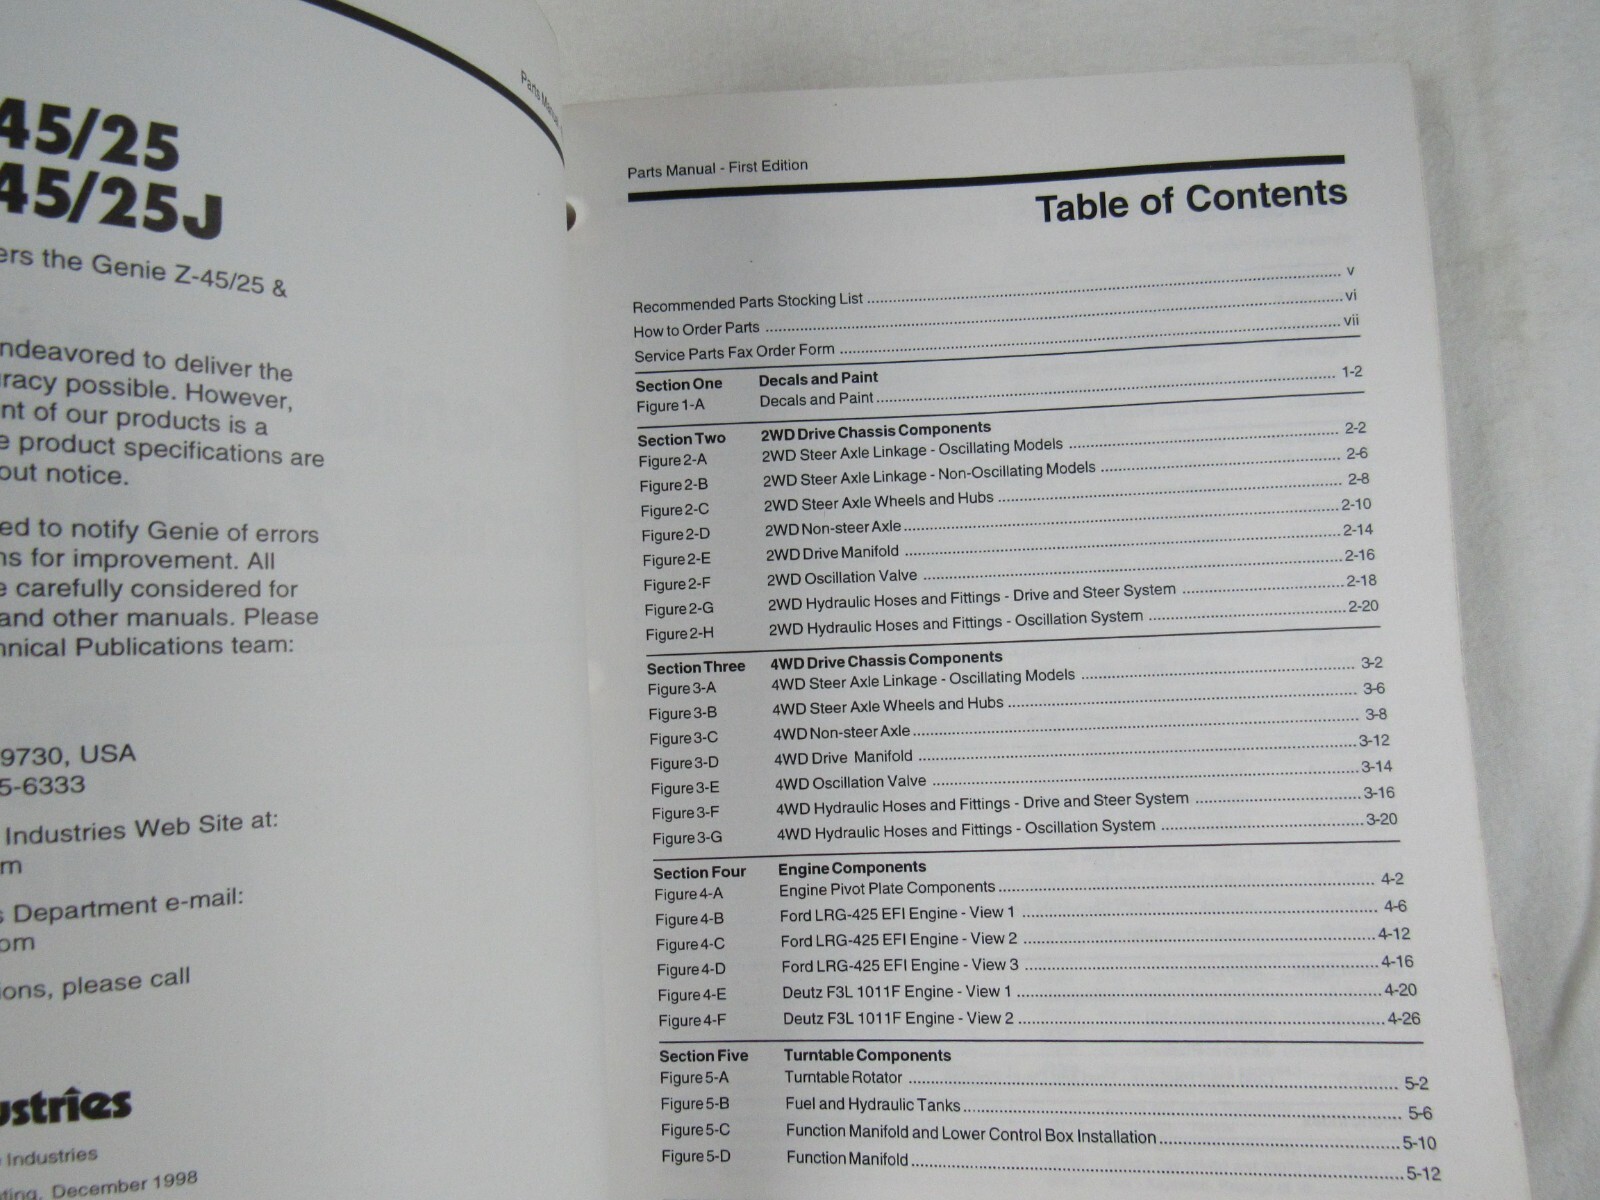 45/25
45/25J
the Genie Z-45/25 &
to deliver the
possible. However,
of our products is a
product specifications are
notice.
to notify Genie of errors
for improvement. All
carefully considered for
and other manuals. Please
Publications team:
9730, USA
5-6333
Industries Web Site at:
Department e-mail:
please call
Industries
December 1998
Parts Manual - First Edition
Table of Contents
Recommended Parts Stocking List ... v
How to Order Parts ... vi
Service Parts Fax Order Form ... vii
Section One Decals and Paint
Figure 1-A Decals and Paint ... 1-2
Section Two 2WD Drive Chassis Components
Figure 2-A 2WD Steer Axle Linkage - Oscillating Models ... 2-2
Figure 2-B 2WD Steer Axle Linkage - Non-Oscillating Models ... 2-6
Figure 2-C 2WD Steer Axle Wheels and Hubs ... 2-8
Figure 2-D 2WD Non-steer Axle ... 2-10
Figure 2-E 2WD Drive Manifold ... 2-14
Figure 2-F 2WD Oscillation Valve ... 2-16
Figure 2-G 2WD Hydraulic Hoses and Fittings - Drive and Steer System ... 2-18
Figure 2-H 2WD Hydraulic Hoses and Fittings - Oscillation System ... 2-20
Section Three 4WD Drive Chassis Components
Figure 3-A 4WD Steer Axle Linkage - Oscillating Models ... 3-2
Figure 3-B 4WD Steer Axle Wheels and Hubs ... 3-6
Figure 3-C 4WD Non-steer Axle ... 3-8
Figure 3-D 4WD Drive Manifold ... 3-12
Figure 3-E 4WD Oscillation Valve ... 3-14
Figure 3-F 4WD Hydraulic Hoses and Fittings - Drive and Steer System ... 3-16
Figure 3-G 4WD Hydraulic Hoses and Fittings - Oscillation System ... 3-20
Section Four Engine Components
Figure 4-A Engine Pivot Plate Components ... 4-2
Figure 4-B Ford LRG-425 EFI Engine - View 1 ... 4-6
Figure 4-C Ford LRG-425 EFI Engine - View 2 ... 4-12
Figure 4-D Ford LRG-425 EFI Engine - View 3 ... 4-16
Figure 4-E Deutz F3L 1011F Engine - View 1 ... 4-20
Figure 4-F Deutz F3L 1011F Engine - View 2 ... 4-26
Section Five Turntable Components
Figure 5-A Turntable Rotator ... 5-2
Figure 5-B Fuel and Hydraulic Tanks ... 5-6
Figure 5-C Function Manifold and Lower Control Box Installation ... 5-10
Figure 5-D Function Manifold ... 5-12